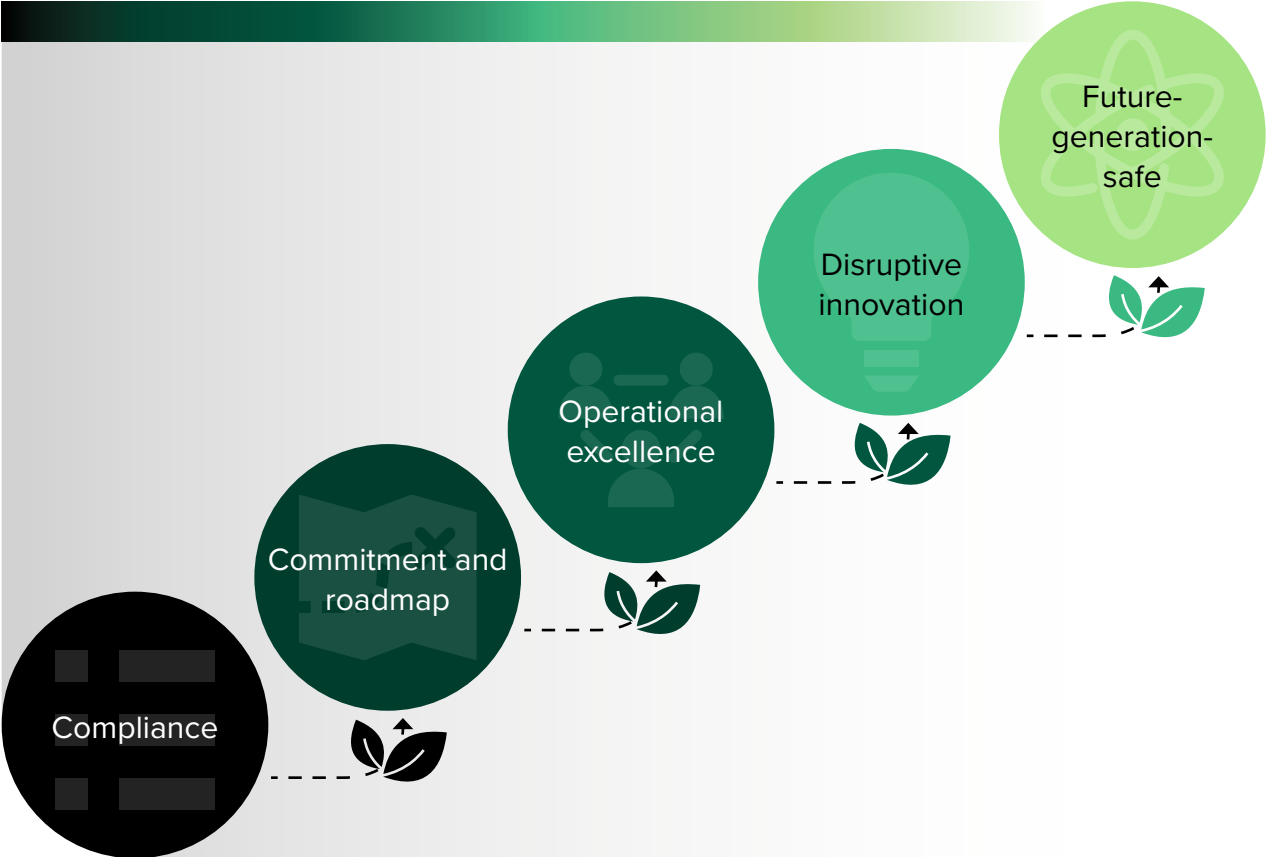 Future-
generation-
safe
Disruptive
innovation
Operational
excellence
Commitment and
roadmap
Compliance